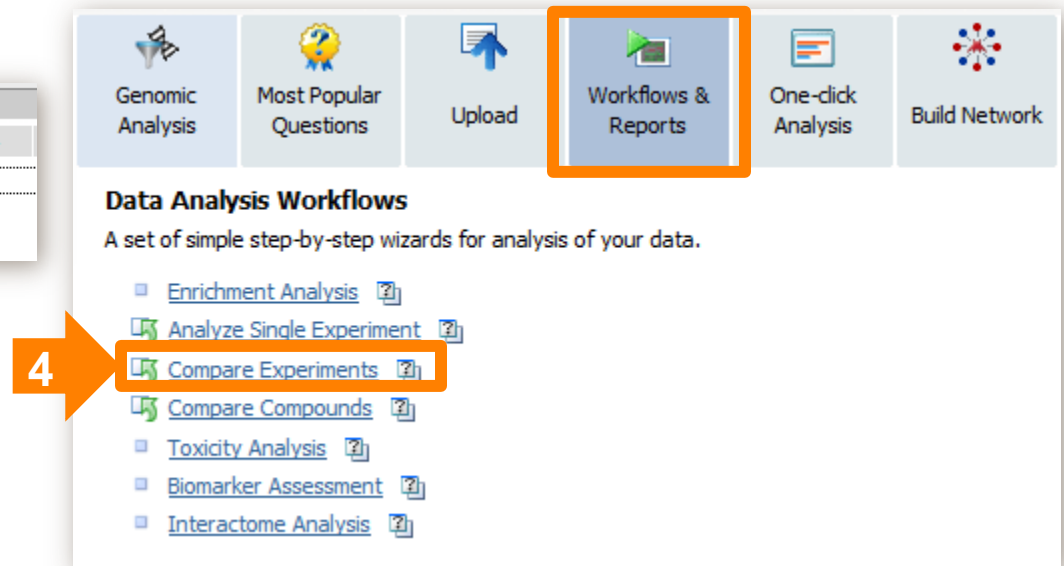 Genomic
Analysis
Most Popular
Questions
Upload
Workflows &
Reports
One-click
Analysis
Build Network
Data Analysis Workflows
A set of simple step-by-step wizards for analysis of your data.
Enrichment Analysis
Analyze Single Experiment
4
Compare Experiments
Compare Compounds
Toxicity Analysis
Biomarker Assessment
Interactome Analysis